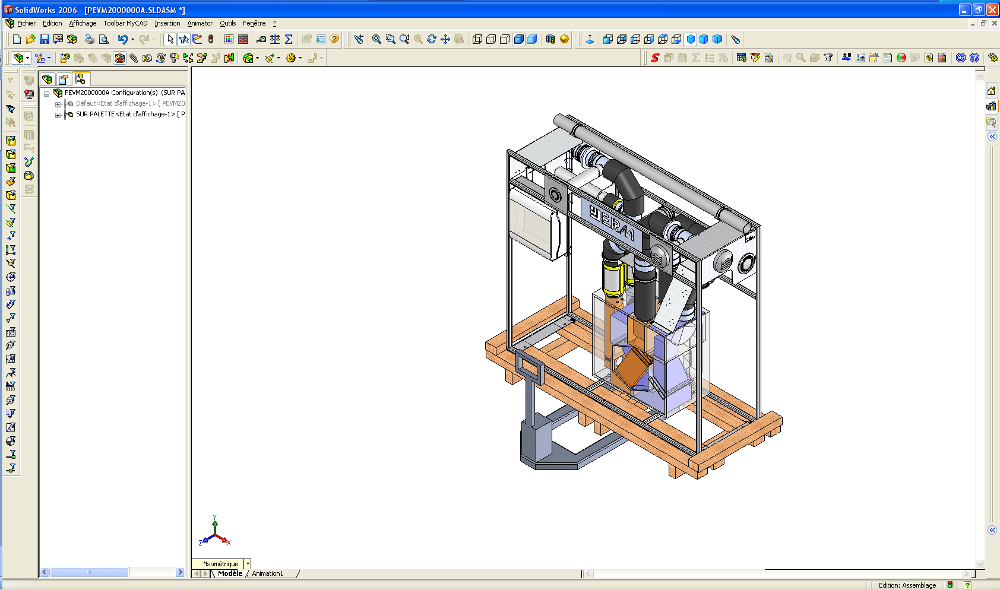 SolidWorks 2006 - [PEVM2000000A.SLDASM *]
Fichier Edition Affichage Toolbar MyCAD Insertion Animator Outils Fenêtre ?
PEVM2000000A Configuration(s) (SUR PA
Défaut<Etat d'affichage-1> [ PEVM20
SUR PALETTE<Etat d'affichage-1> [ P
Y
Z
X
*Isométrique
Modèle Animation1
Edition: Assemblage